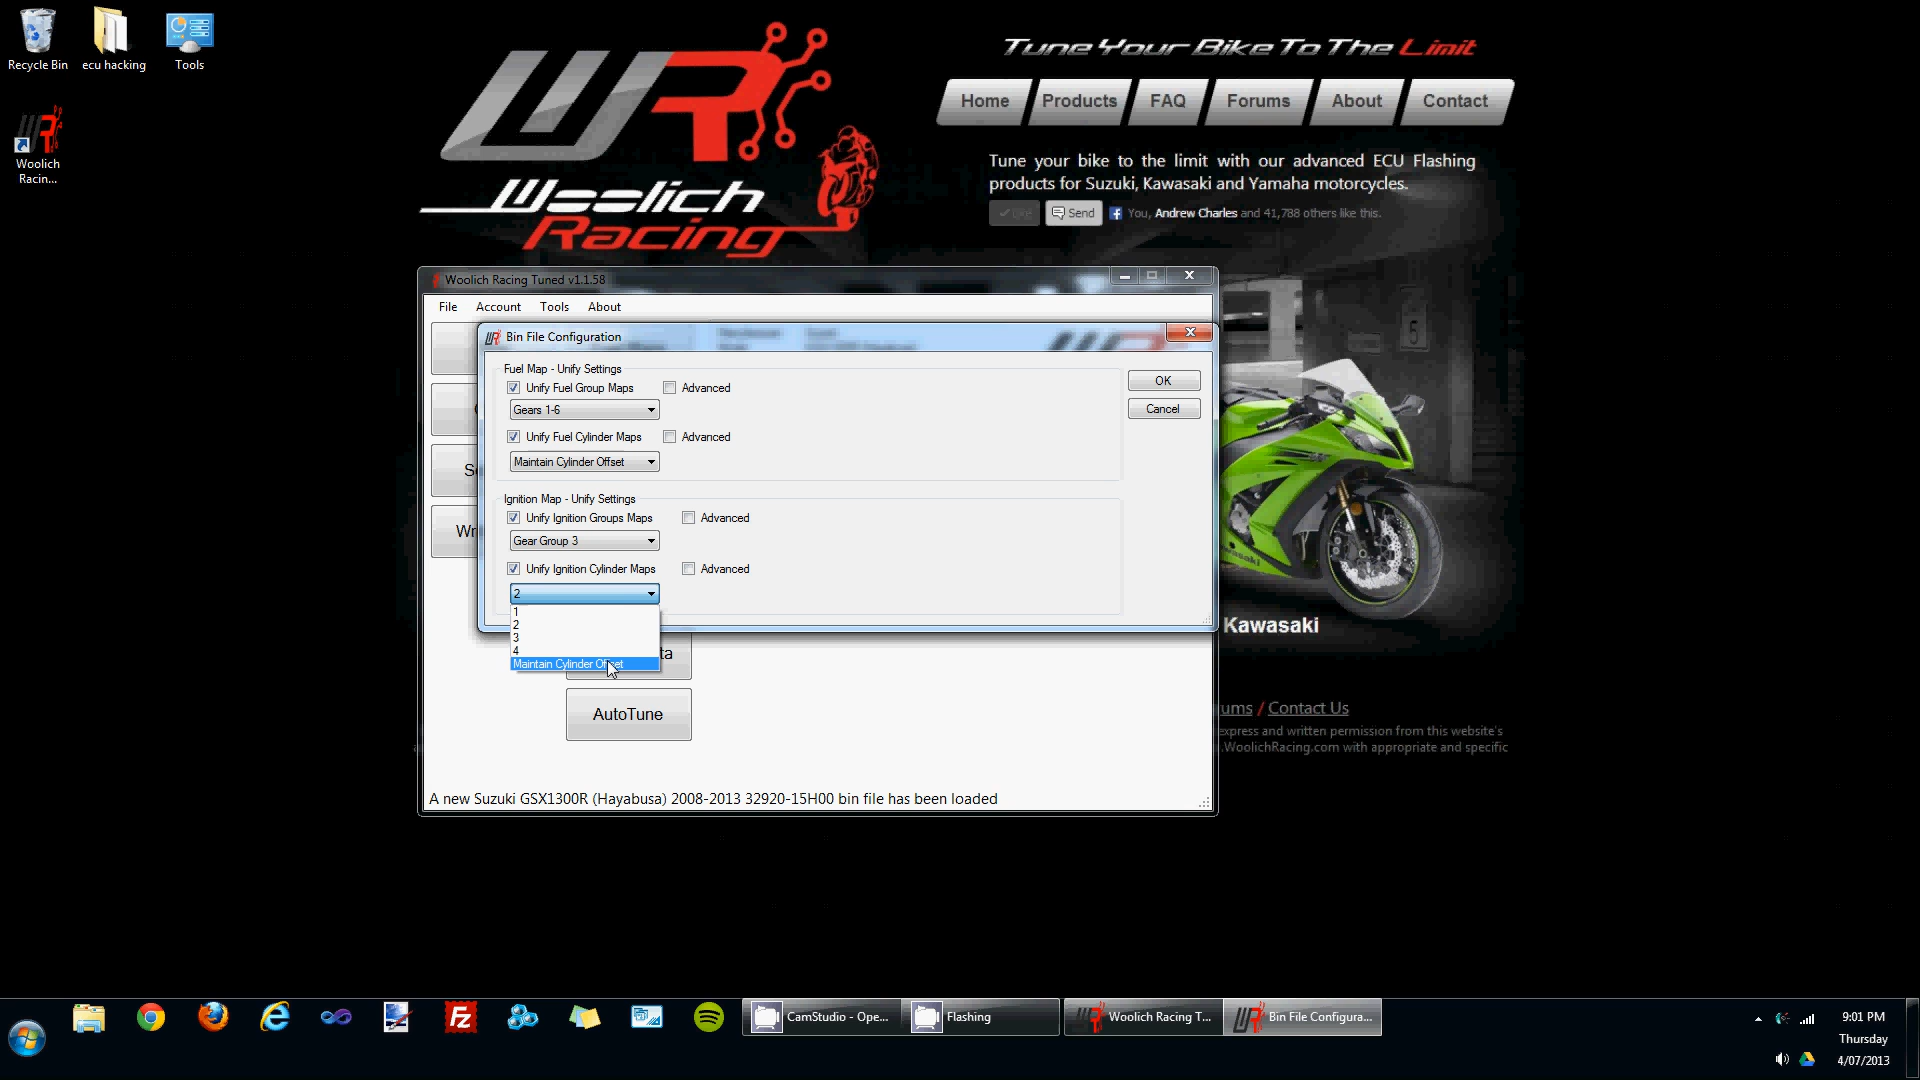 Recycle Bin
ecu hacking
Tools
Woolich
Racin...
WR
Woolich
Racing
Tune Your Bike To The Limit
Home
Products
FAQ
Forums
About
Contact
Tune your bike to the limit with our advanced ECU Flashing
products for Suzuki, Kawasaki and Yamaha motorcycles.
Like
Send
You, Andrew Charles and 41,788 others like this.
Woolich Racing Tuned v1.1.58
File
Account
Tools
About
Bin File Configuration
Fuel Map - Unify Settings
Unify Fuel Group Maps
Advanced
Gears 1-6
Unify Fuel Cylinder Maps
Advanced
Maintain Cylinder Offset
OK
Cancel
Ignition Map - Unify Settings
Unify Ignition Groups Maps
Advanced
Gear Group 3
Unify Ignition Cylinder Maps
Advanced
2
1
2
3
4
Maintain Cylinder Offset
Wr
ta
AutoTune
A new Suzuki GSX1300R (Hayabusa) 2008-2013 32920-15H00 bin file has been loaded
5
Kawasaki
ums / Contact Us
express and written permission from this website's
.WoolichRacing.com with appropriate and specific
CamStudio - Ope...
Flashing
Woolich Racing T...
Bin File Configura...
9:01 PM
Thursday
4/07/2013